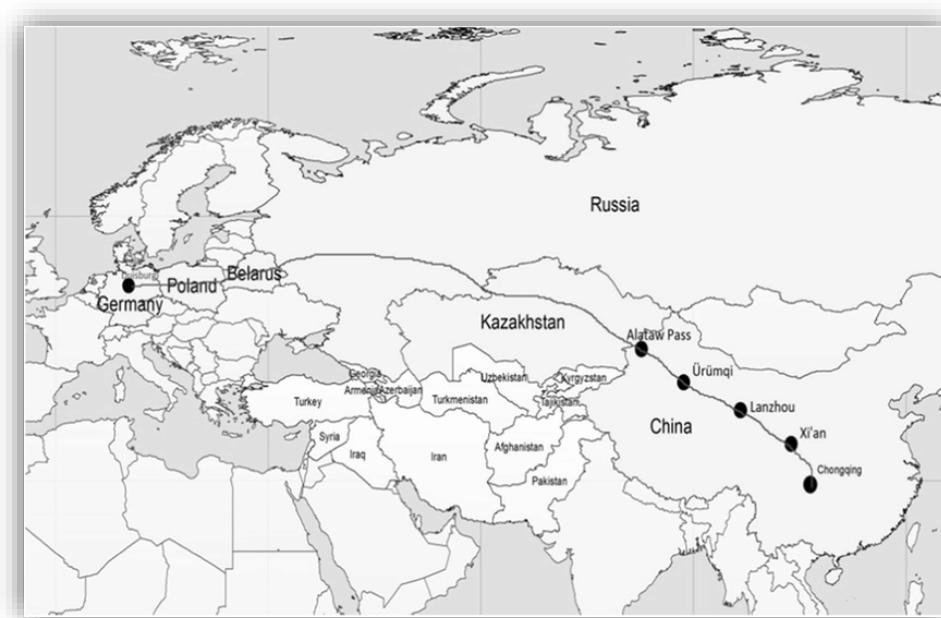 Russia
Duisburg
Belarus
Poland
Germany
Kazakhstan
Alataw Pass
Ürümqi
Georgia
Uzbekistan
Kyrgyzstan
Armenia
Azerbaijan
Turkey
Turkmenistan
Tajikistan
Lanzhou
China
Xi'an
Syria
Iraq
Iran
Afghanistan
Pakistan
Chongqing